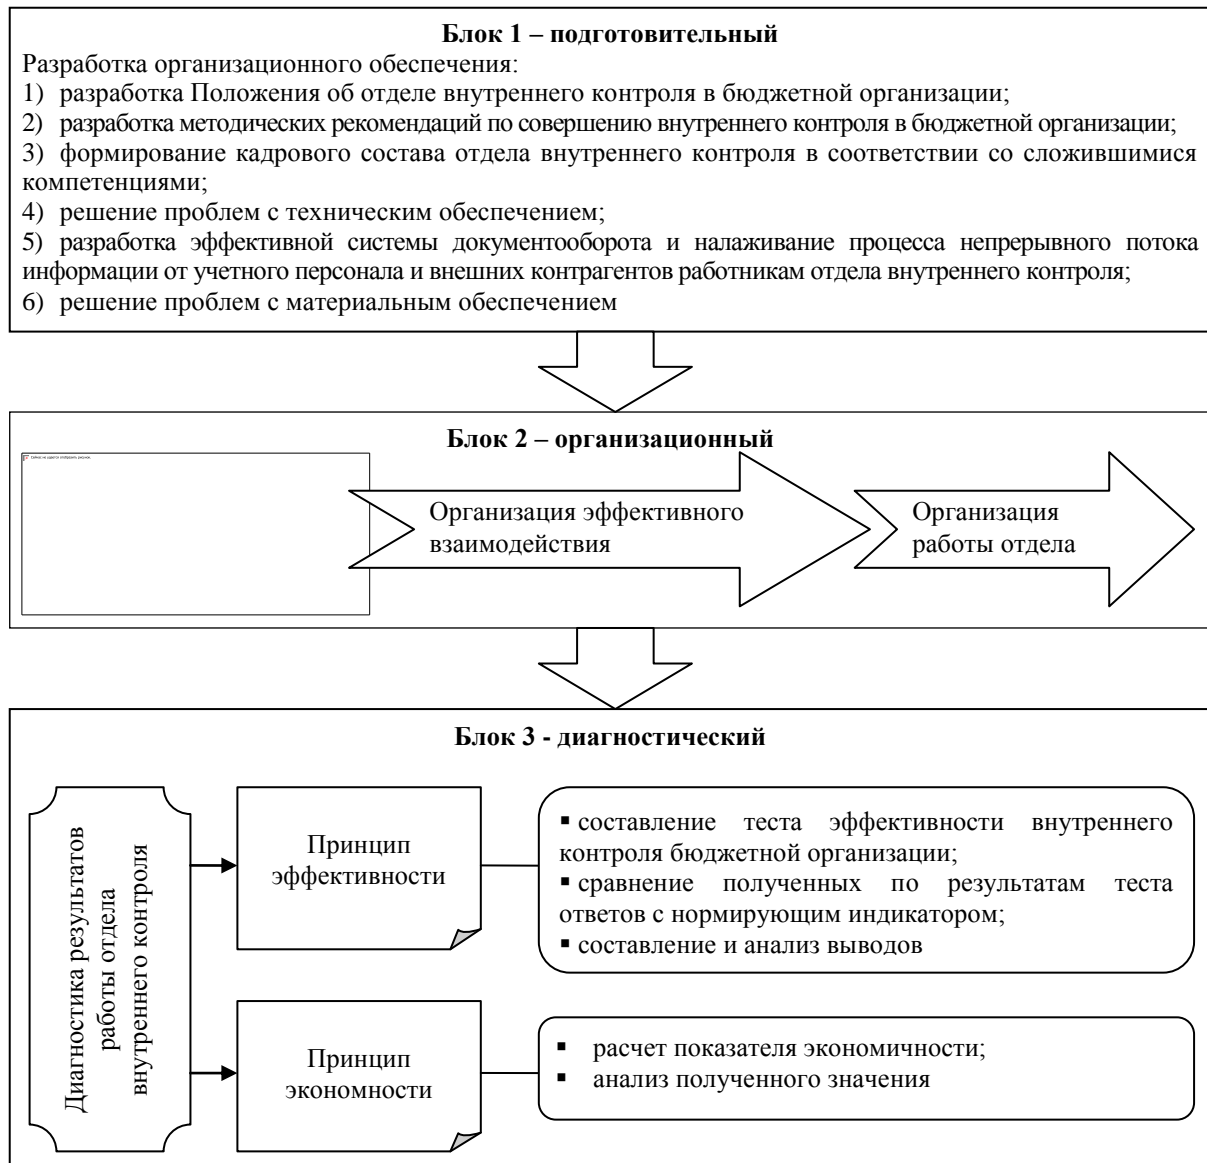 Блок 1 – подготовительный
Разработка организационного обеспечения:
1) разработка Положения об отделе внутреннего контроля в бюджетной организации;
2) разработка методических рекомендаций по совершению внутреннего контроля в бюджетной организации;
3) формирование кадрового состава отдела внутреннего контроля в соответствии со сложившимися
компетенциями;
4) решение проблем с техническим обеспечением;
5) разработка эффективной системы документооборота и налаживание процесса непрерывного потока
информации от учетного персонала и внешних контрагентов работникам отдела внутреннего контроля;
6) решение проблем с материальным обеспечением
Блок 2 – организационный
Организация эффективного
взаимодействия
Организация
работы отдела
Блок 3 - диагностический
Диагностика результатов
работы отдела
внутреннего контроля
Принцип
эффективности
▪ составление теста эффективности внутреннего
контроля бюджетной организации;
▪ сравнение полученных по результатам теста
ответов с нормирующим индикатором;
▪ составление и анализ выводов
Принцип
экономности
▪ расчет показателя экономичности;
▪ анализ полученного значения